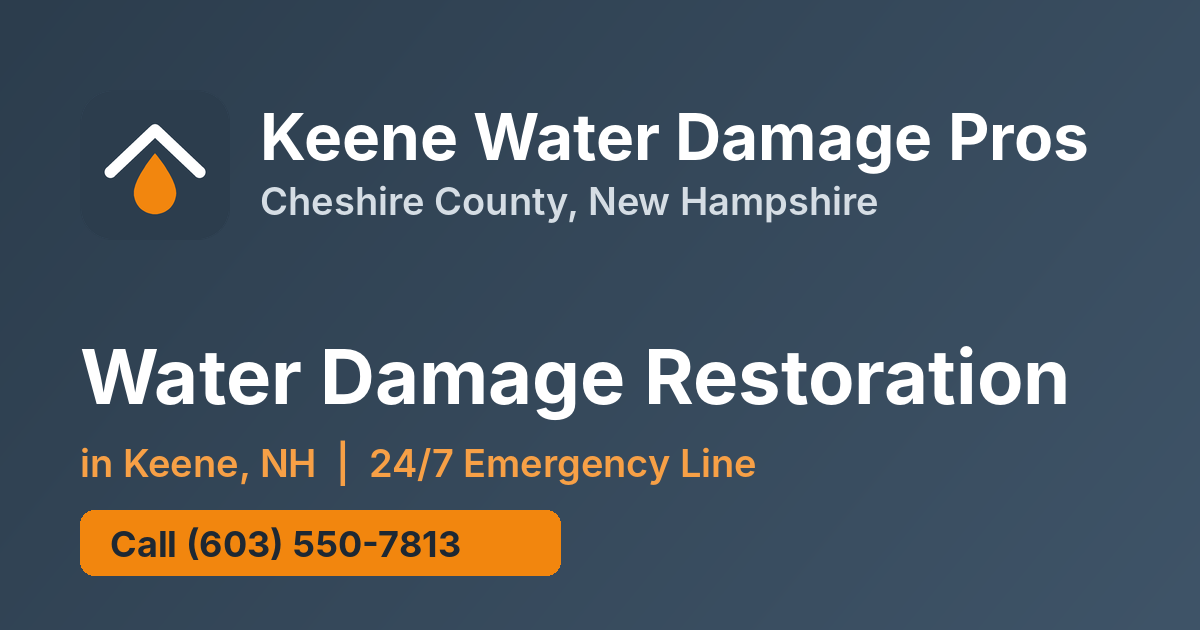 Keene Water Damage Pros
Cheshire County, New Hampshire
Water Damage Restoration
in Keene, NH | 24/7 Emergency Line
Call (603) 550-7813